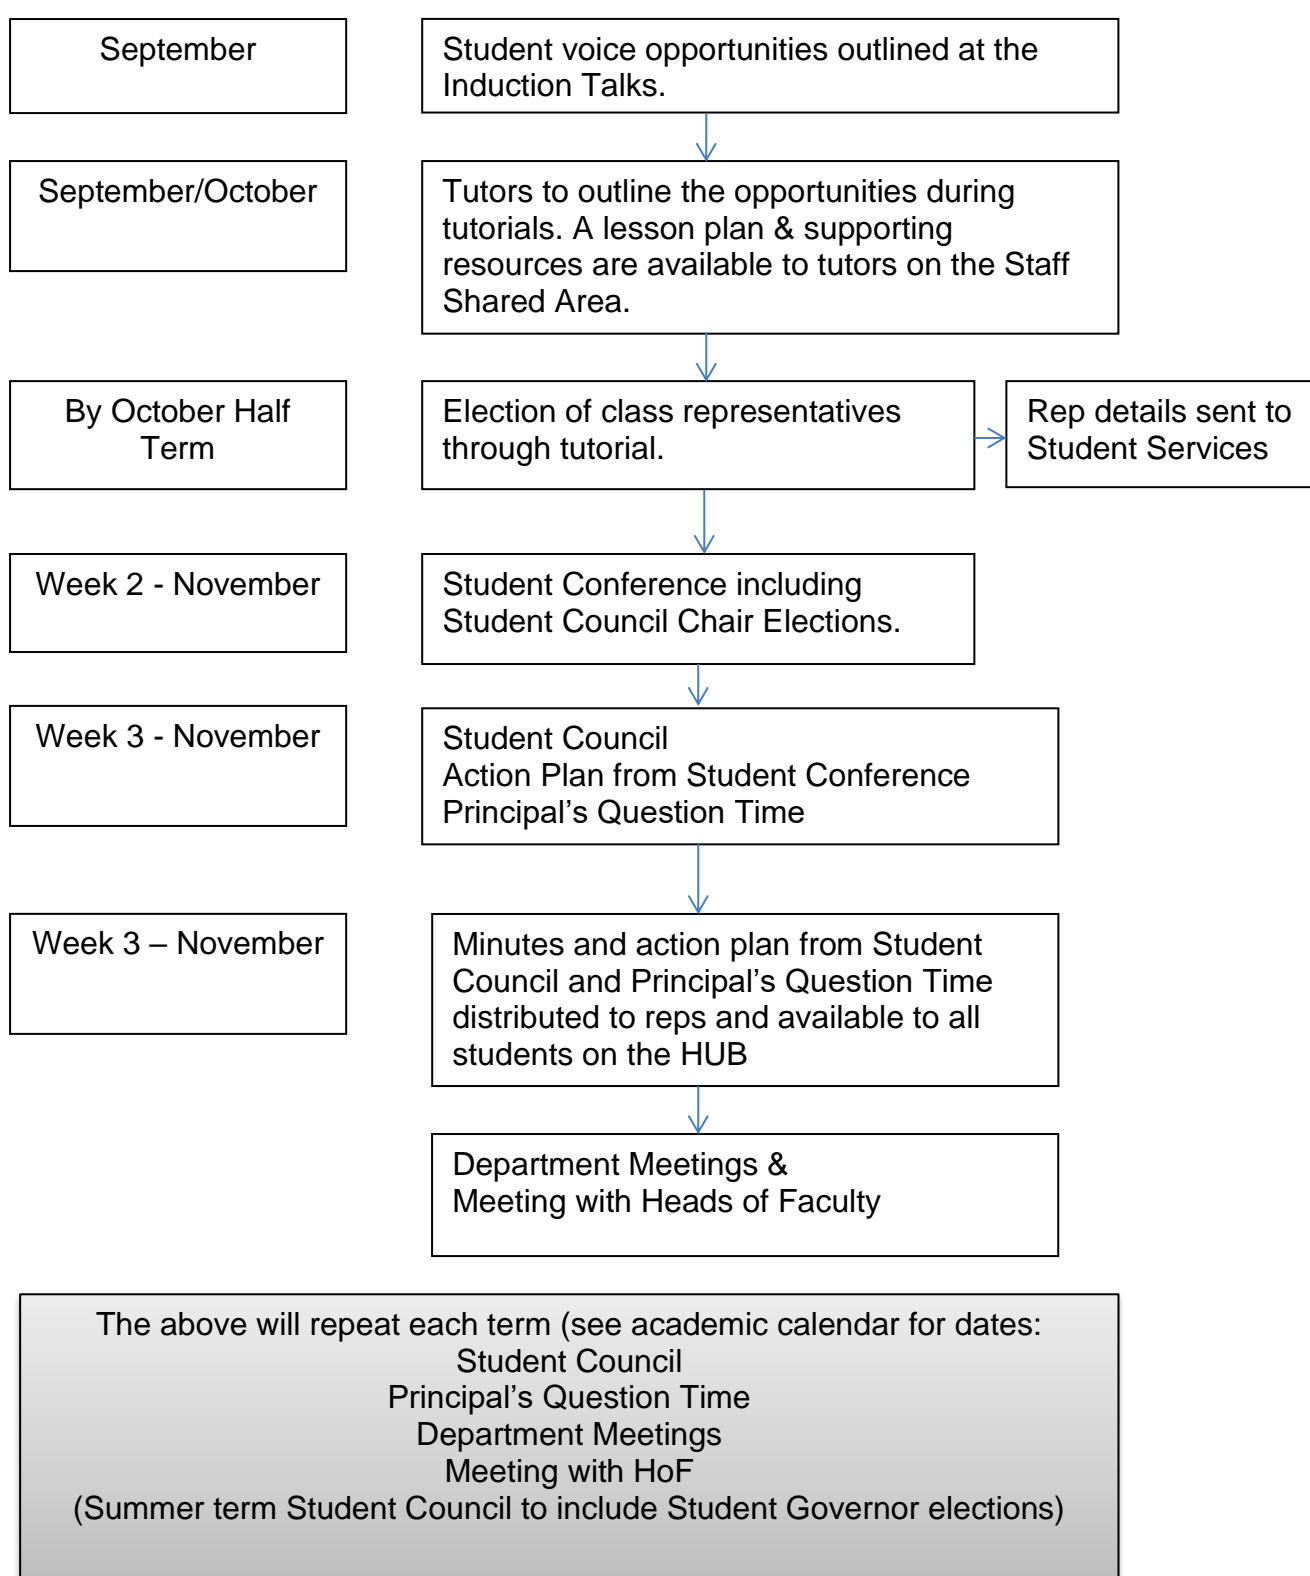 September
Student voice opportunities outlined at the
Induction Talks.
September/October
Tutors to outline the opportunities during
tutorials. A lesson plan & supporting
resources are available to tutors on the Staff
Shared Area.
By October Half
Term
Election of class representatives
through tutorial.
Rep details sent to
Student Services
Week 2 - November
Student Conference including
Student Council Chair Elections.
Week 3 - November
Student Council
Action Plan from Student Conference
Principal’s Question Time
Week 3 – November
Minutes and action plan from Student
Council and Principal’s Question Time
distributed to reps and available to all
students on the HUB
Department Meetings &
Meeting with Heads of Faculty
The above will repeat each term (see academic calendar for dates:
Student Council
Principal’s Question Time
Department Meetings
Meeting with HoF
(Summer term Student Council to include Student Governor elections)